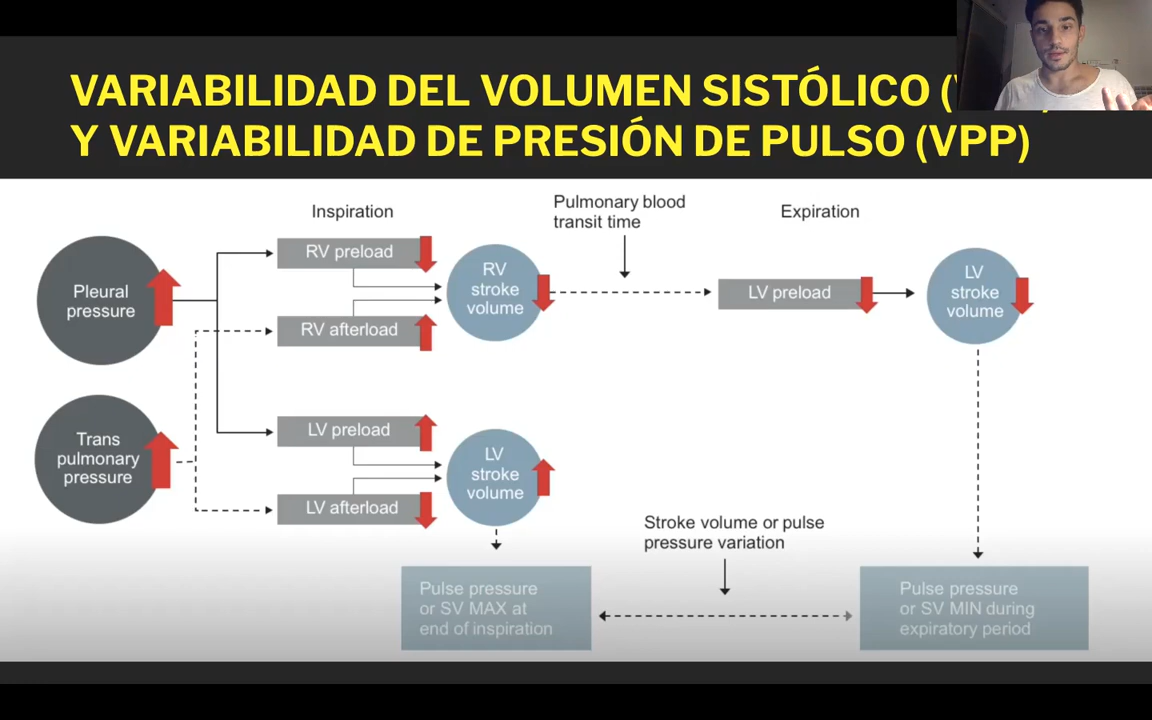 VARIABILIDAD DEL VOLUMEN SISTÓLICO
Y VARIABILIDAD DE PRESIÓN DE PULSO (VPP)
Inspiration
Pulmonary blood
transit time
Expiration
Pleural
pressure
RV preload
RV afterload
RV
stroke
volume
LV preload
LV
stroke
volume
Trans
pulmonary
pressure
LV preload
LV afterload
LV
stroke
volume
Stroke volume or pulse
pressure variation
Pulse pressure
or SV MAX at
end of inspiration
Pulse pressure
or SV MIN during
expiratory period